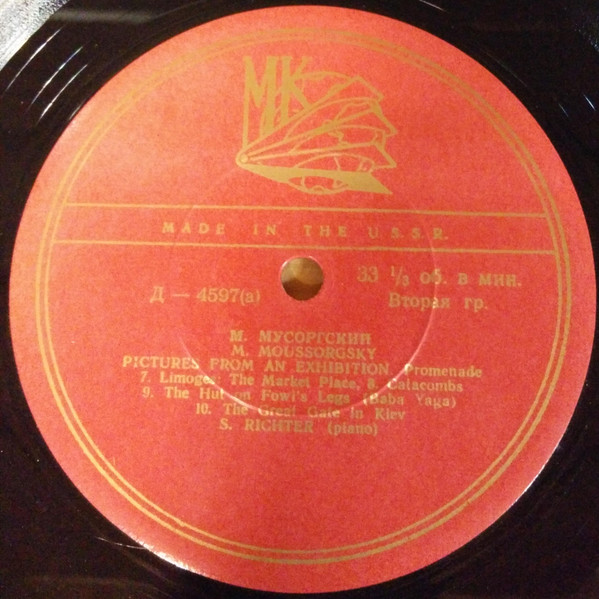 MK
MADE IN THE U.S.S.R.
Д — 4597(а)
33 1/3 об. в мин.
Вторая гр.
М. МУСОРГСКИЙ
M. MOUSSORGSKY
PICTURES FROM AN EXHIBITION Promenade
7. Limoges: The Market Place, 8. Catacombs
9. The Hut on Fowl's Legs (Baba Yaga)
10. The Great Gate in Kiev
S. RICHTER (piano)